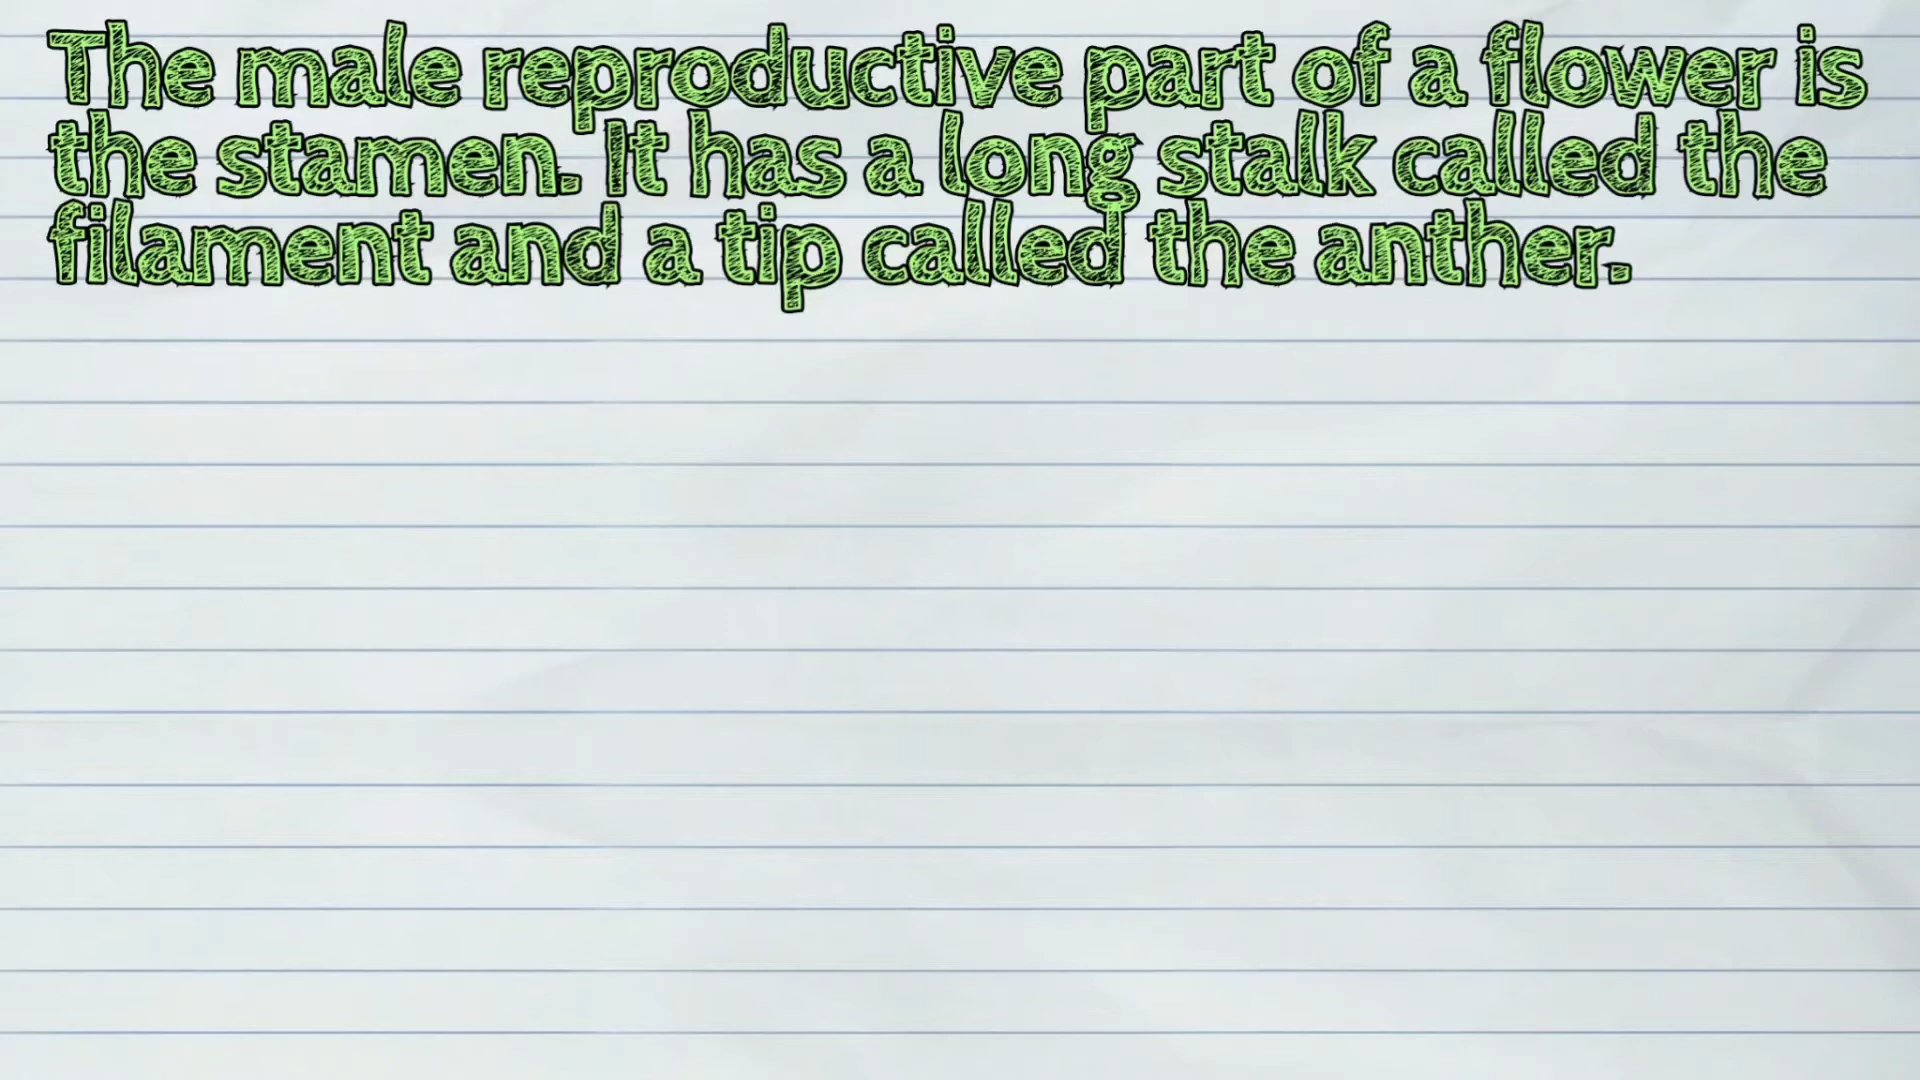 The male reproductive part of a flower is
the stamen. It has a long stalk called the
filament and a tip called the anther.